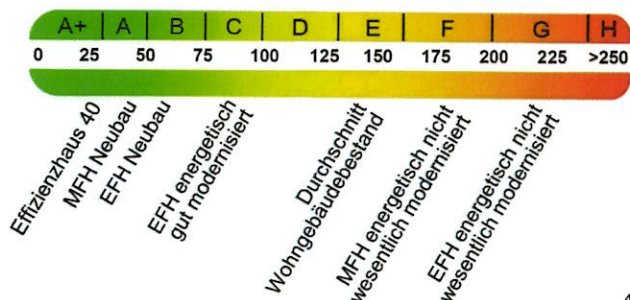 A+ A B C D E F G H
0 25 50 75 100 125 150 175 200 225 >250
Effizienzhaus 40
MFH Neubau
EFH Neubau
EFH energetisch
gut modernisiert
Durchschnitt
Wohngebäudebestand
MFH energetisch nicht
wesentlich modernisiert
EFH energetisch nicht
wesentlich modernisiert